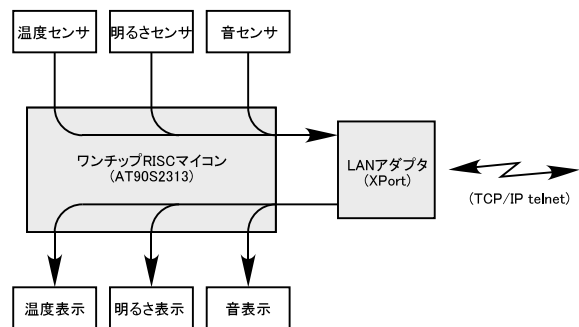 温度センサ
明るさセンサ
音センサ
ワンチップRISCマイコン
(AT90S2313)
LANアダプタ
(XPort)
(TCP/IP telnet)
温度表示
明るさ表示
音表示